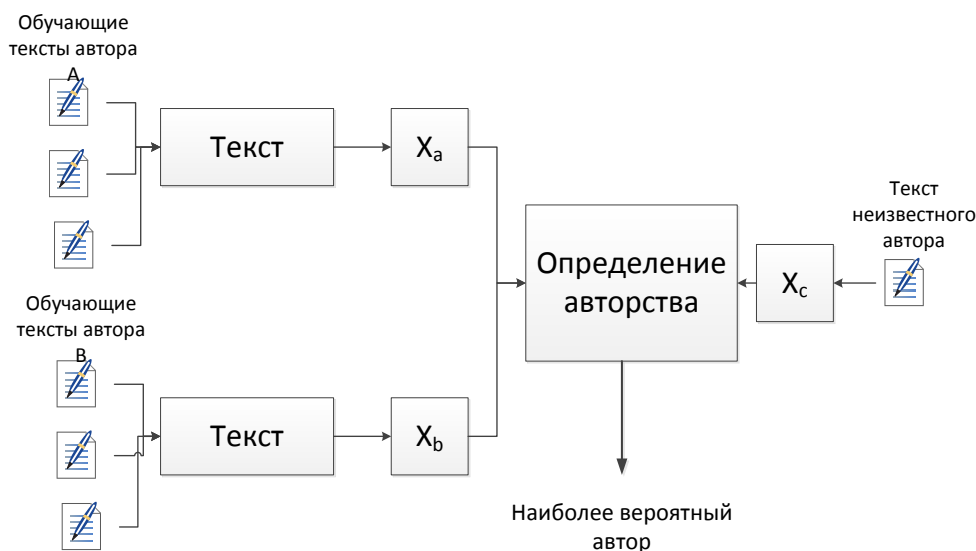 Обучающие
тексты автора
А
Текст
Xa
Текст
неизвестного
автора
Определение
авторства
Xc
Обучающие
тексты автора
В
Текст
Xb
Наиболее вероятный
автор